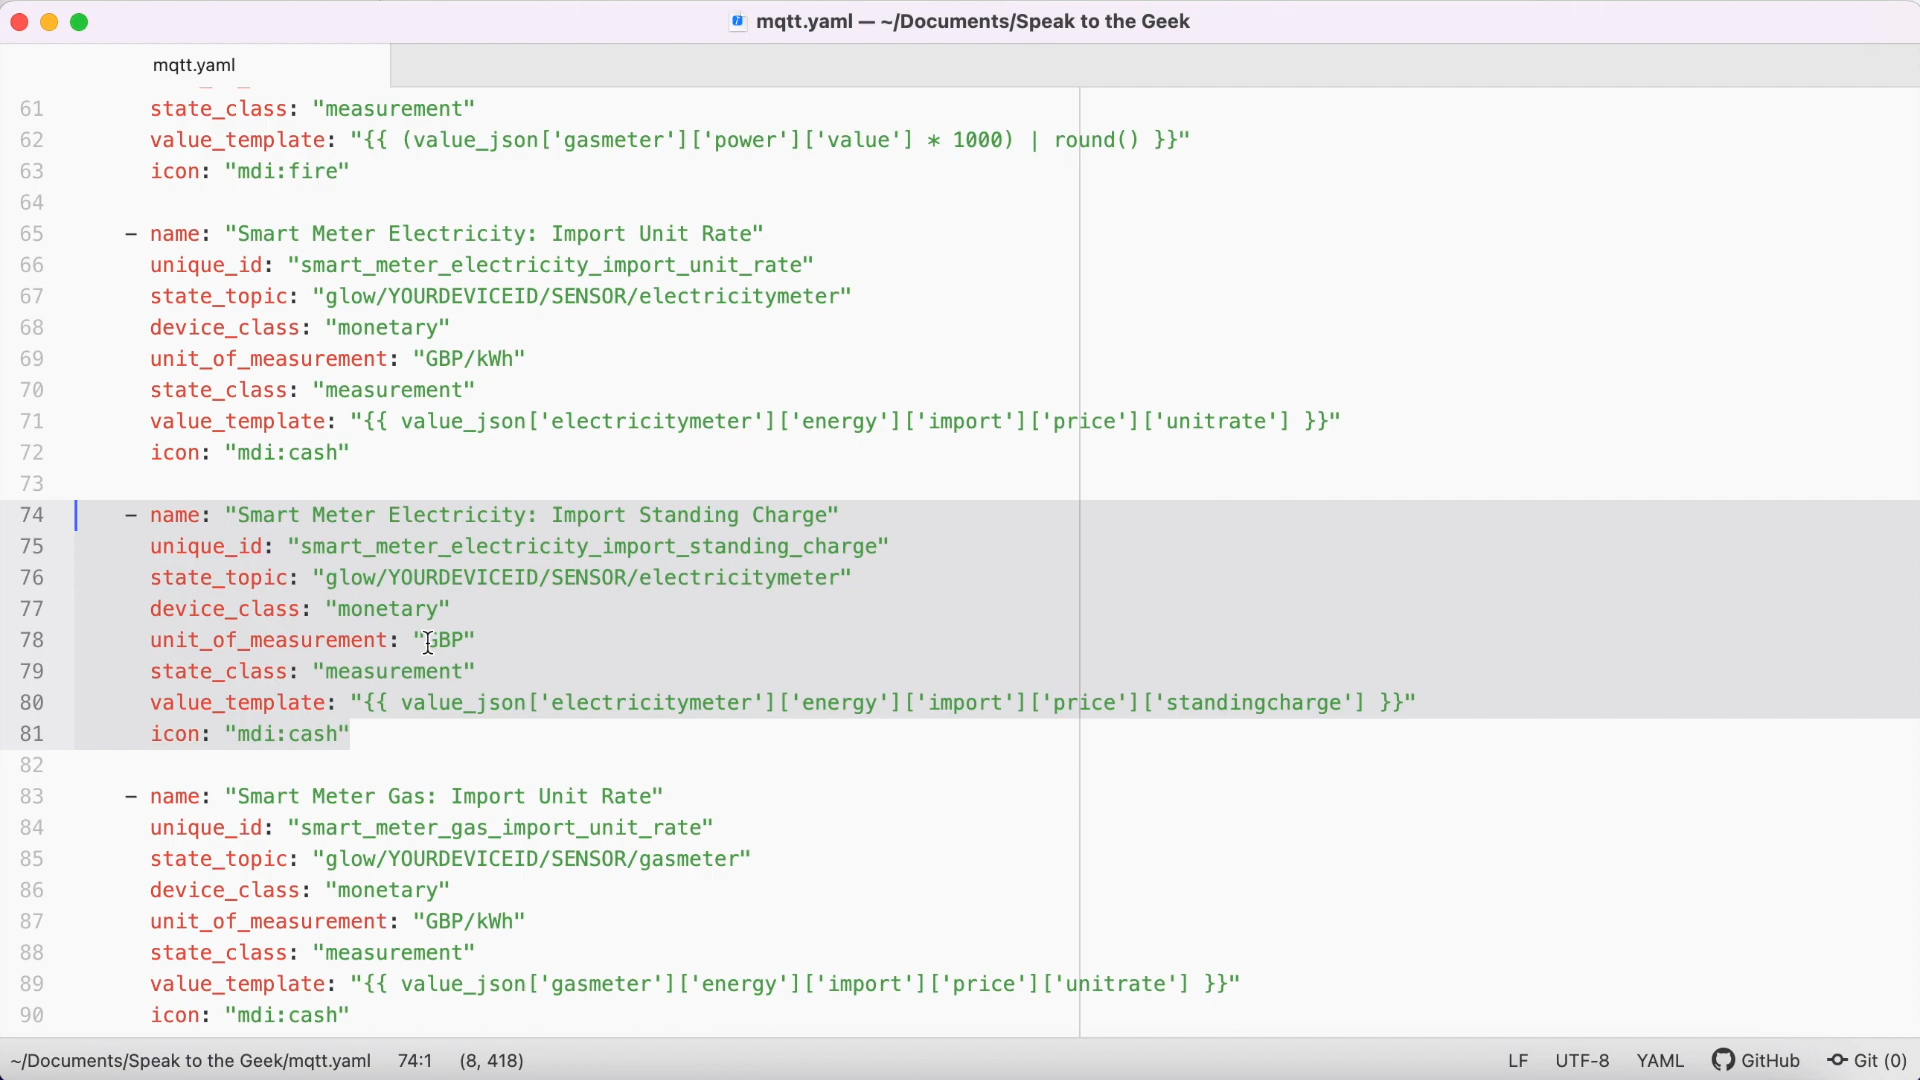 mqtt.yaml — ~/Documents/Speak to the Geek
mqtt.yaml
61 state_class: "measurement"
62 value_template: "{{ (value_json['gasmeter']['power']['value'] * 1000) | round() }}"
63 icon: "mdi:fire"
64
65 - name: "Smart Meter Electricity: Import Unit Rate"
66 unique_id: "smart_meter_electricity_import_unit_rate"
67 state_topic: "glow/YOURDEVICEID/SENSOR/electricitymeter"
68 device_class: "monetary"
69 unit_of_measurement: "GBP/kWh"
70 state_class: "measurement"
71 value_template: "{{ value_json['electricitymeter']['energy']['import']['price']['unitrate'] }}"
72 icon: "mdi:cash"
73
74 - name: "Smart Meter Electricity: Import Standing Charge"
75 unique_id: "smart_meter_electricity_import_standing_charge"
76 state_topic: "glow/YOURDEVICEID/SENSOR/electricitymeter"
77 device_class: "monetary"
78 unit_of_measurement: "GBP"
79 state_class: "measurement"
80 value_template: "{{ value_json['electricitymeter']['energy']['import']['price']['standingcharge'] }}"
81 icon: "mdi:cash"
82
83 - name: "Smart Meter Gas: Import Unit Rate"
84 unique_id: "smart_meter_gas_import_unit_rate"
85 state_topic: "glow/YOURDEVICEID/SENSOR/gasmeter"
86 device_class: "monetary"
87 unit_of_measurement: "GBP/kWh"
88 state_class: "measurement"
89 value_template: "{{ value_json['gasmeter']['energy']['import']['price']['unitrate'] }}"
90 icon: "mdi:cash"
~/Documents/Speak to the Geek/mqtt.yaml 74:1 (8, 418) LF UTF-8 YAML GitHub Git (0)